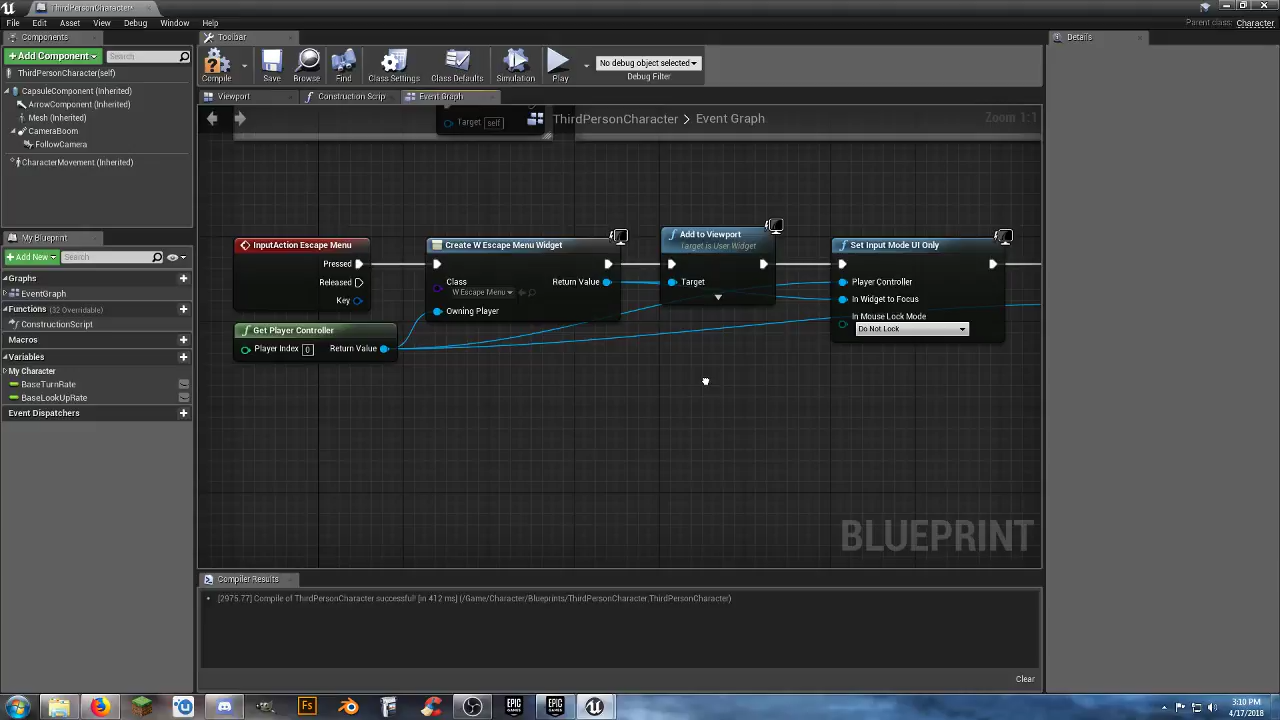 ThirdPersonCharacter*
File Edit Asset View Debug Window Help
Parent class: Character
Components
Toolbar
Details
+ Add Component
Search
ThirdPersonCharacter(self)
CapsuleComponent (Inherited)
ArrowComponent (Inherited)
Mesh (Inherited)
CameraBoom
FollowCamera
CharacterMovement (Inherited)
Compile
Save
Browse
Find
Class Settings
Class Defaults
Simulation
Play
No debug object selected
Debug Filter
Viewport
Construction Scrip
Event Graph
ThirdPersonCharacter > Event Graph
Zoom 1:1
Target self
My Blueprint
+ Add New
Search
Graphs
EventGraph
Functions (32 Overridable)
ConstructionScript
Macros
Variables
My Character
BaseTurnRate
BaseLookUpRate
Event Dispatchers
InputAction Escape Menu
Pressed
Released
Key
Get Player Controller
Player Index 0 Return Value
Create W Escape Menu Widget
Class
W Escape Menu
Return Value
Owning Player
Add to Viewport
Target is User Widget
Target
Set Input Mode UI Only
Player Controller
In Widget to Focus
In Mouse Lock Mode
Do Not Lock
BLUEPRINT
Compiler Results
[2975.77] Compile of ThirdPersonCharacter successful! [in 412 ms] (/Game/Character/Blueprints/ThirdPersonCharacter.ThirdPersonCharacter)
Clear
Fs
EPIC GAMES
EPIC GAMES
3:10 PM
4/17/2018